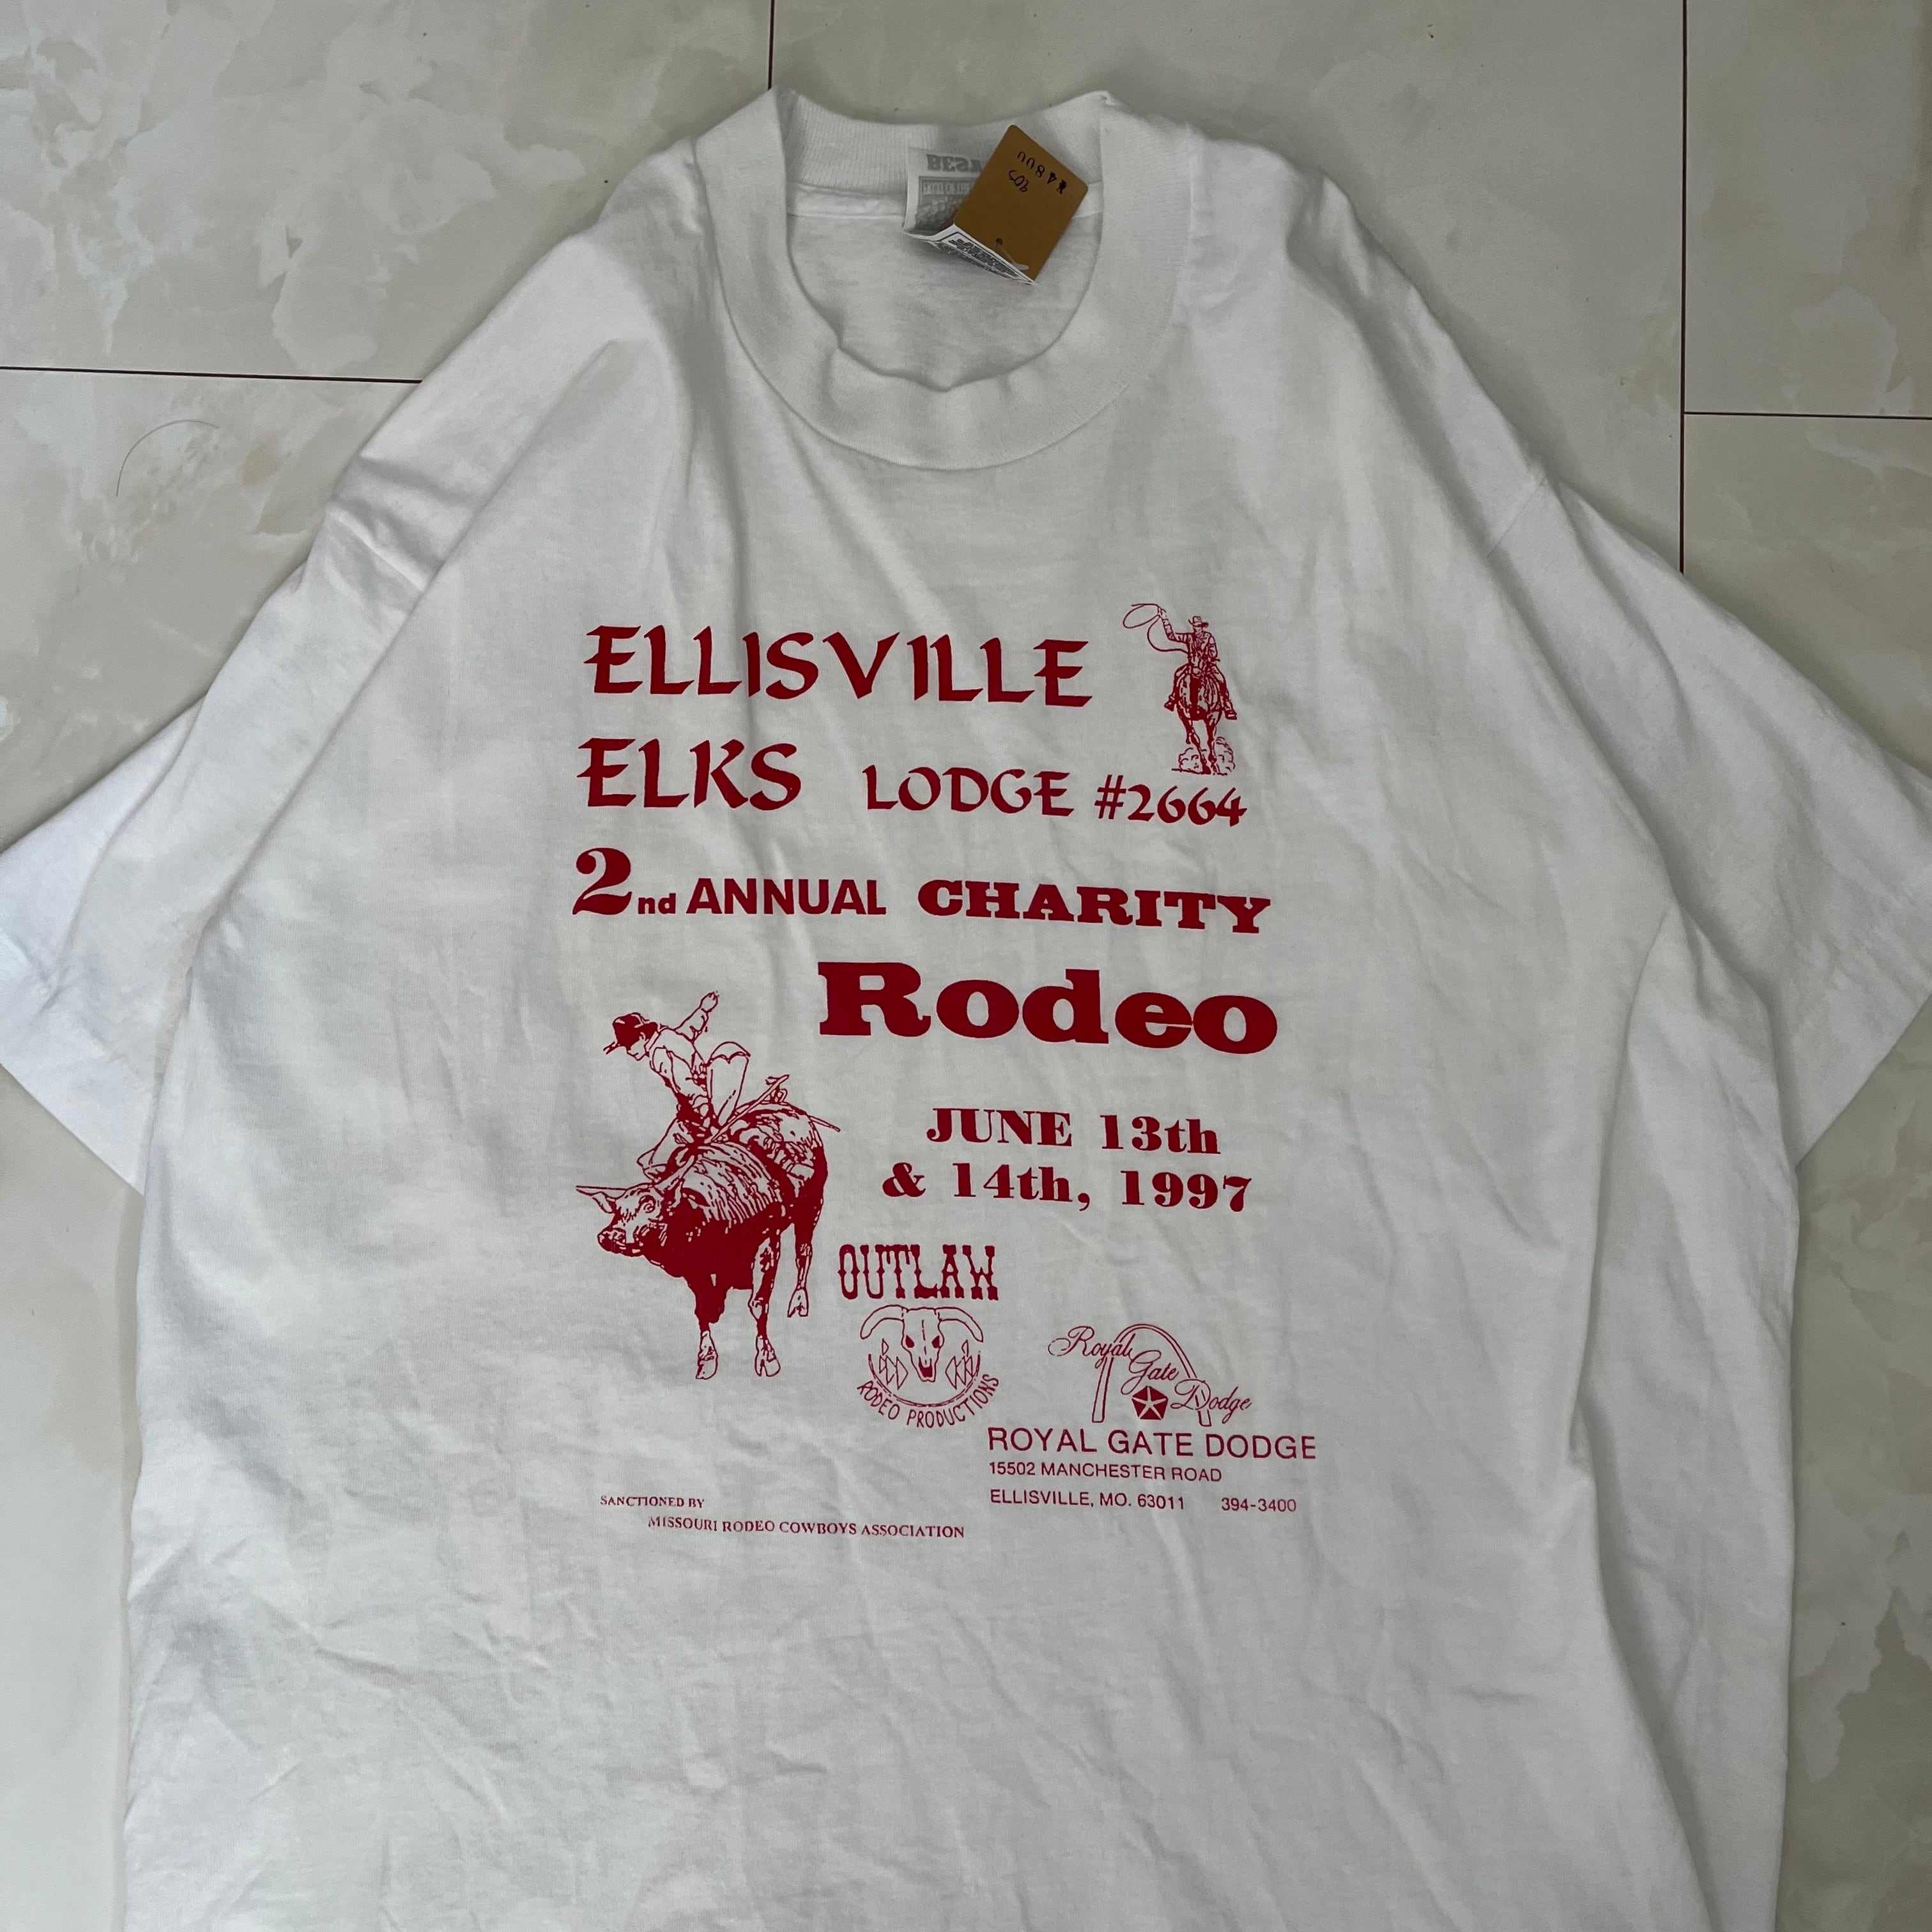 ELLISVILLE
ELKS LODGE #2664
2nd ANNUAL CHARITY
Rodeo
JUNE 13th
& 14th, 1997
OUTLAW
RODEO PRODUCTIONS
Royal Gate Dodge
ROYAL GATE DODGE
15502 MANCHESTER ROAD
ELLISVILLE, MO. 63011 394-3400
SANCTIONED BY
MISSOURI RODEO COWBOYS ASSOCIATION